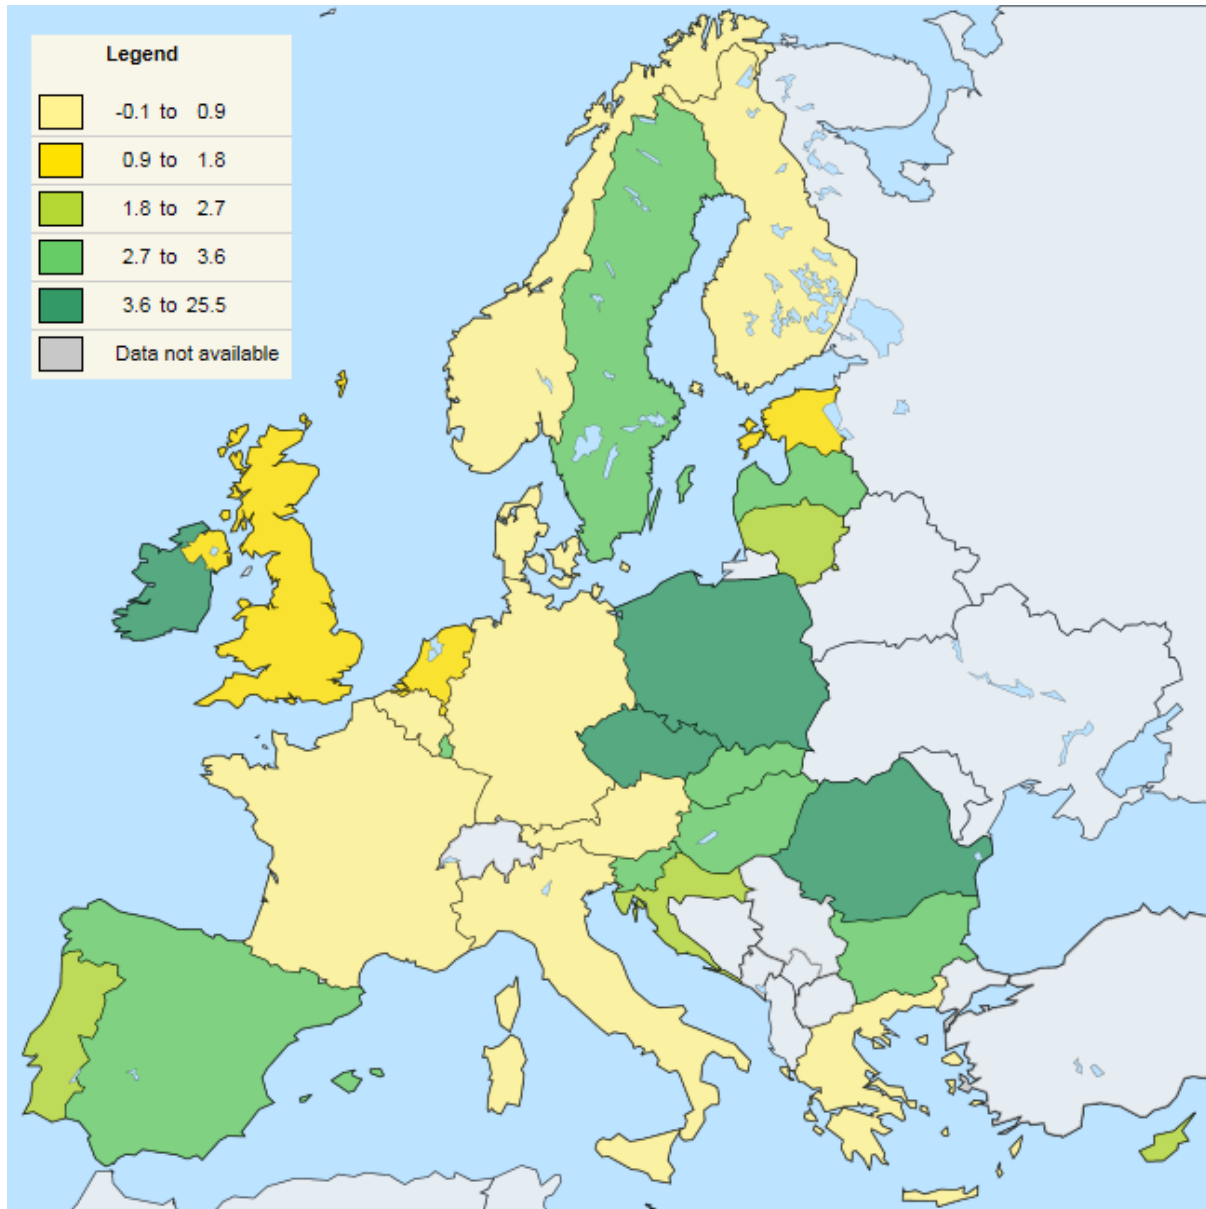 Legend
-0.1 to 0.9
0.9 to 1.8
1.8 to 2.7
2.7 to 3.6
3.6 to 25.5
Data not available